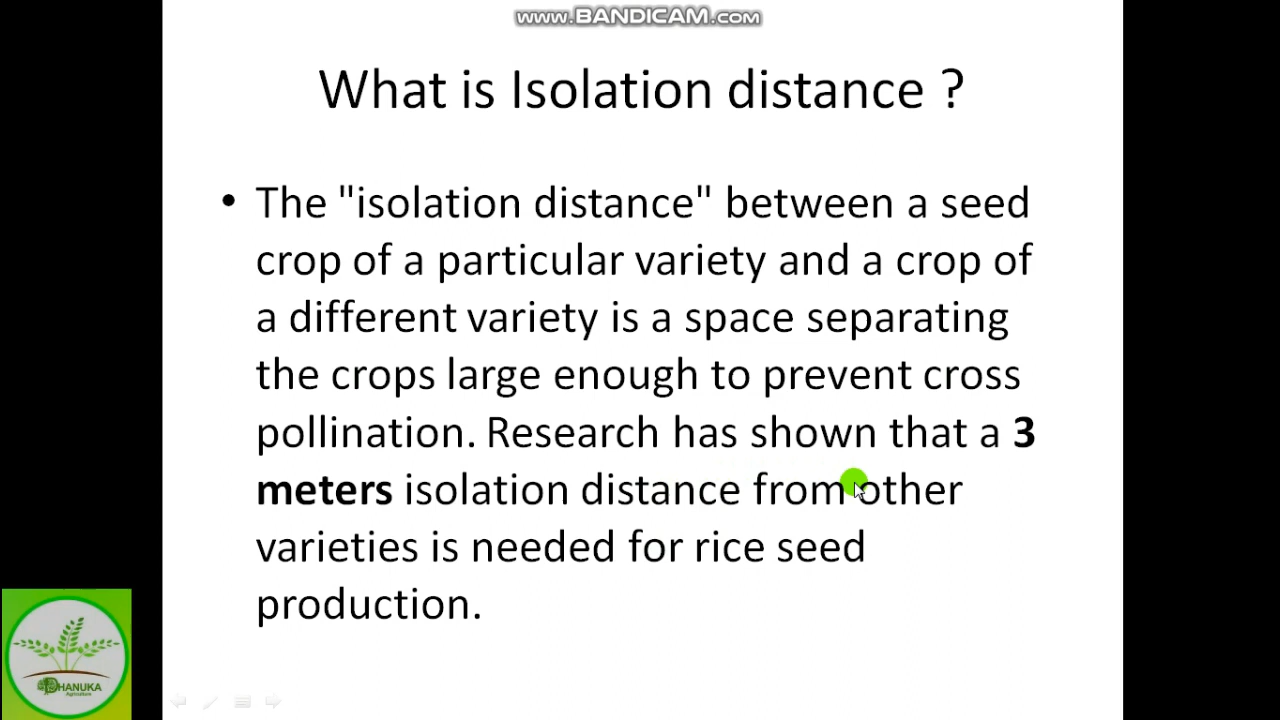 www.BANDICAM.com
What is Isolation distance ?
• The "isolation distance" between a seed
crop of a particular variety and a crop of
a different variety is a space separating
the crops large enough to prevent cross
pollination. Research has shown that a 3
meters isolation distance from other
varieties is needed for rice seed
production.
DHANUKA
Agriculture